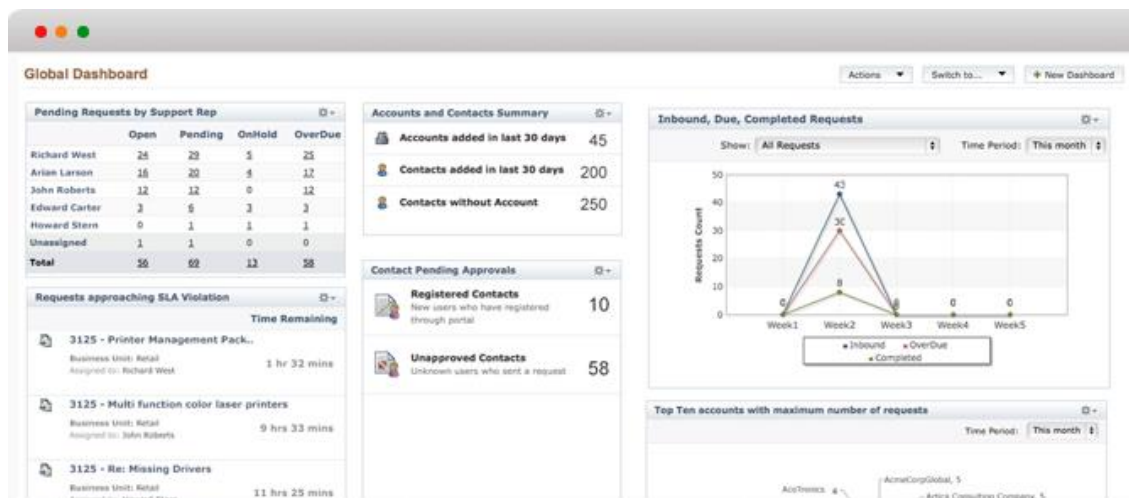 Global Dashboard
Actions
Switch to...
+ New Dashboard
Pending Requests by Support Rep
Open Pending OnHold OverDue
Richard West 24 29 5 25
Arian Larson 16 20 4 17
John Roberts 12 12 0 12
Edward Carter 3 6 3 3
Howard Stern 0 1 1 1
Unassigned 1 1 0 0
Total 56 69 13 58
Requests approaching SLA Violation
Time Remaining
3125 - Printer Management Pack..
Business Unit: Retail
Assigned to: Richard West
1 hr 32 mins
3125 - Multi function color laser printers
Business Unit: Retail
Assigned to: John Roberts
9 hrs 33 mins
3125 - Re: Missing Drivers
Business Unit: Retail
11 hrs 25 mins
Accounts and Contacts Summary
Accounts added in last 30 days 45
Contacts added in last 30 days 200
Contacts without Account 250
Contact Pending Approvals
Registered Contacts
New users who have registered
through portal
10
Unapproved Contacts
Unknown users who sent a request
58
Inbound, Due, Completed Requests
Show: All Requests
Time Period: This month
Requests Count
50
40
30
20
10
0
43
30
8
0 0 0
Week1 Week2 Week3 Week4 Week5
Inbound OverDue
Completed
Top Ten accounts with maximum number of requests
Time Period: This month
AcmeCorpGlobal, 5
Artica Consulting Company, 5